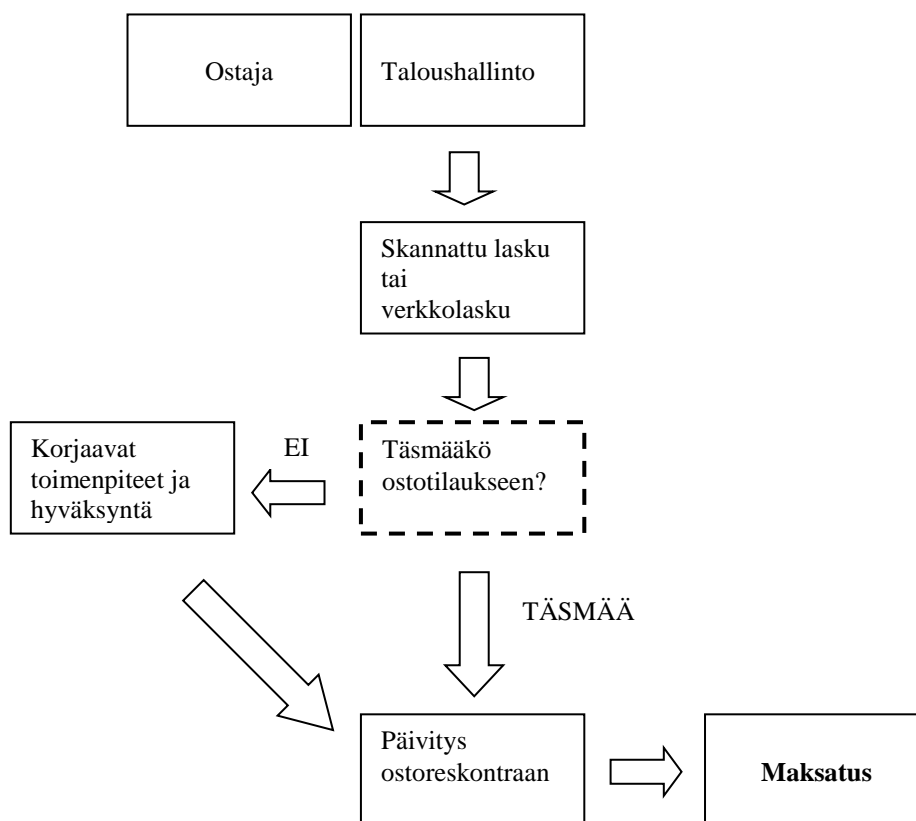 Ostaja
Taloushallinto
Skannattu lasku
tai
verkkolasku
Korjaavat
toimenpiteet ja
hyväksyntä
EI
Täsmääkö
ostotilaukseen?
TÄSMÄÄ
Päivitys
ostoreskontraan
Maksatus